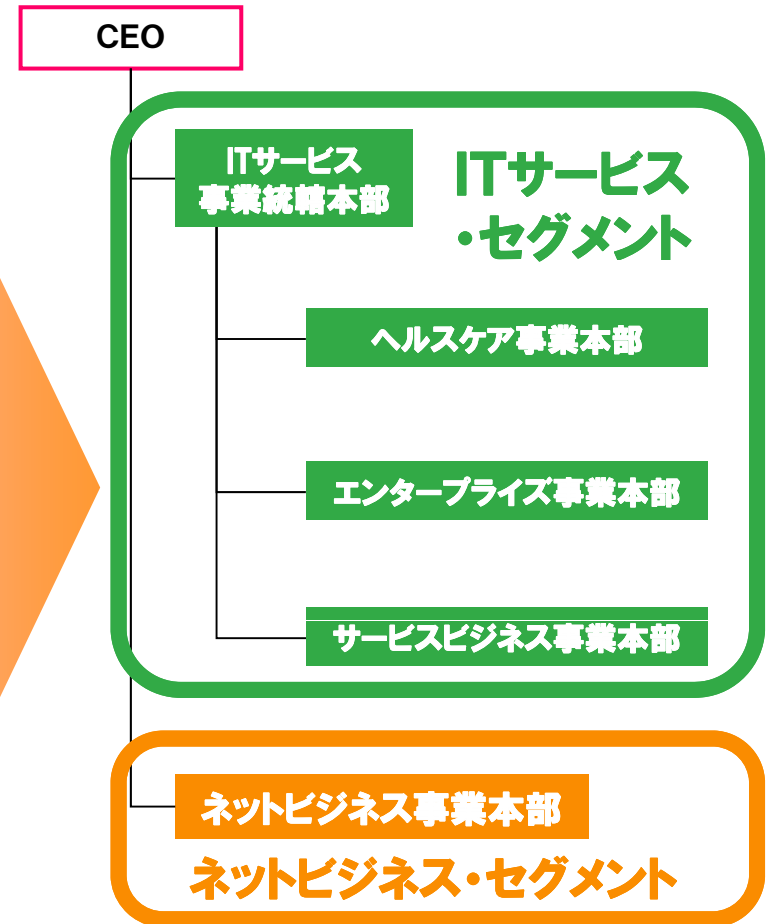 CEO
ITサービス
事業統轄本部
ITサービス
・セグメント
ヘルスケア事業本部
エンタープライズ事業本部
サービスビジネス事業本部
ネットビジネス事業本部
ネットビジネス・セグメント